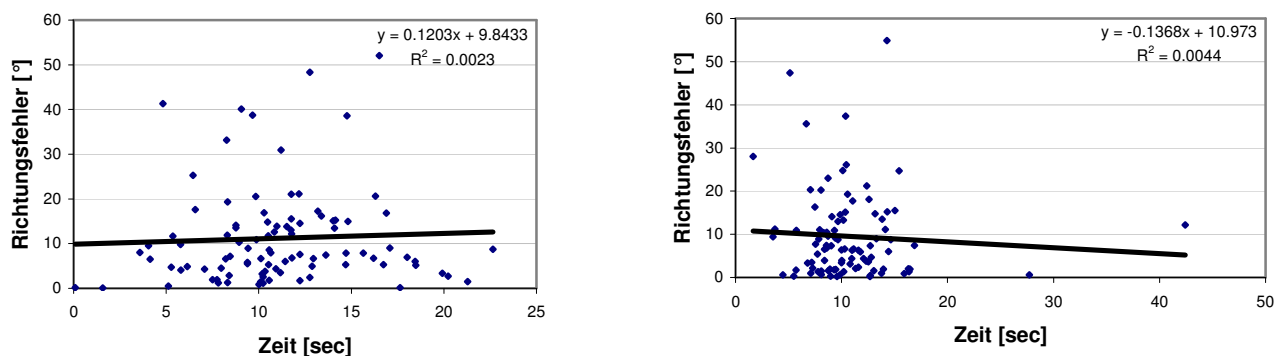 60
50
40
30
20
10
0
Richtungsfehler [°]
y = 0.1203x + 9.8433
R² = 0.0023
0 5 10 15 20 25
Zeit [sec]
60
50
40
30
20
10
0
Richtungsfehler [°]
y = -0.1368x + 10.973
R² = 0.0044
0 10 20 30 40 50
Zeit [sec]